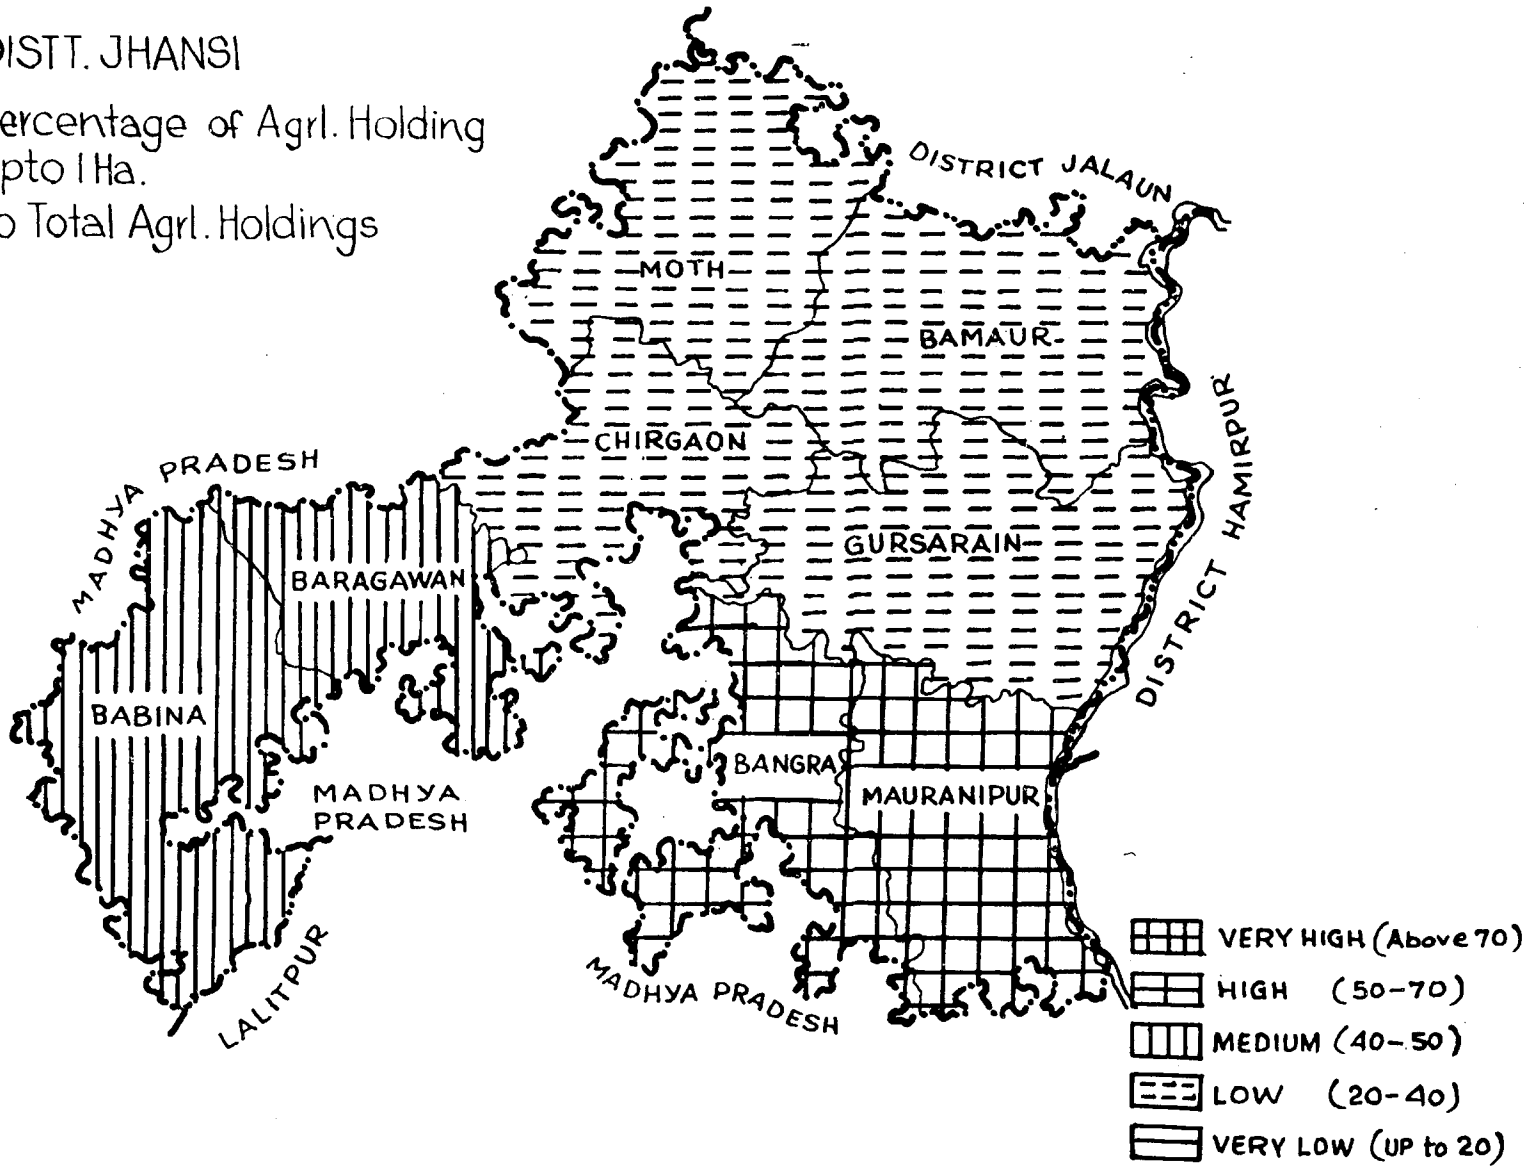 DISTT. JHANSI
ercentage of Agrl. Holding
pto 1 Ha.
o Total Agrl. Holdings
DISTRICT JALAUN
MOTH
BAMAUR
CHIRGAON
DISTRICT HAMIRPUR
MADHYA PRADESH
GURSARAIN
BARAGAWAN
BABINA
BANGRA
MAURANIPUR
MADHYA
PRADESH
LALITPUR
MADHYA PRADESH
VERY HIGH (Above 70)
HIGH (50-70)
MEDIUM (40-50)
LOW (20-40)
VERY LOW (UP to 20)